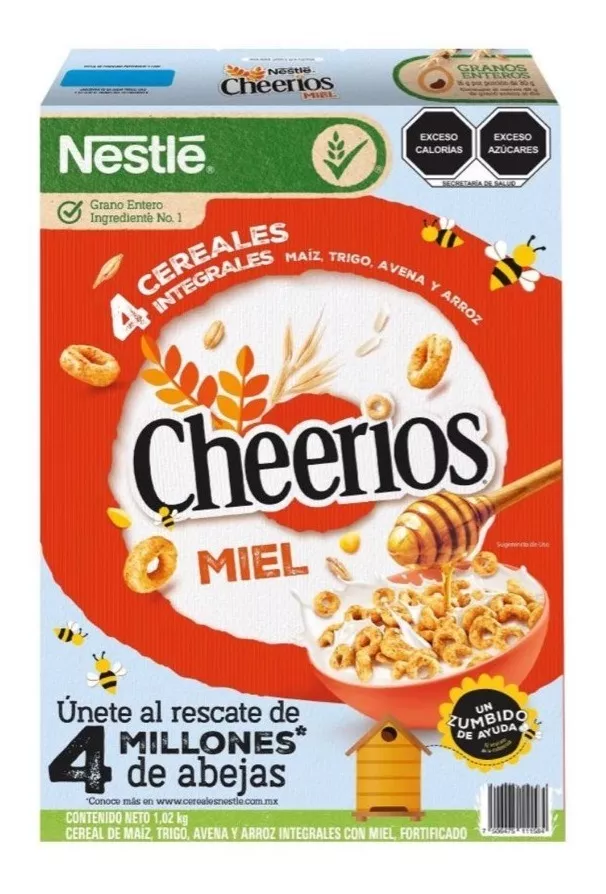 Nestlé
Cheerios
MIEL
GRANOS
ENTEROS
Nestlé®
EXCESO
CALORÍAS
EXCESO
AZÚCARES
SECRETARÍA DE SALUD
Grano Entero
Ingrediente No. 1
4 CEREALES
INTEGRALES
MAÍZ, TRIGO, AVENA Y ARROZ
Cheerios
MIEL
Sugerencia de Uso
Únete al rescate de
4 MILLONES*
de abejas
*Conoce más en www.cerealesnestle.com.mx
UN
ZUMBIDO
DE AYUDA
CONTENIDO NETO 1,02 kg
CEREAL DE MAÍZ, TRIGO, AVENA Y ARROZ INTEGRALES CON MIEL, FORTIFICADO